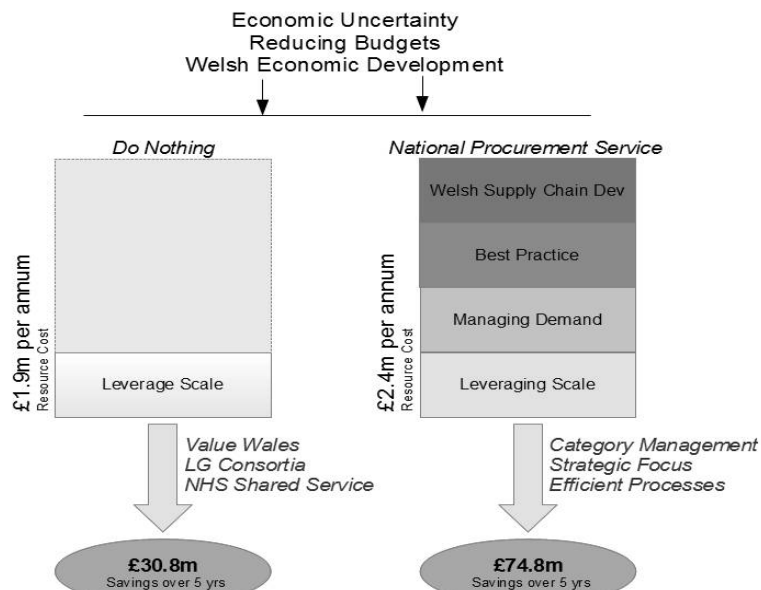 Economic Uncertainty
Reducing Budgets
Welsh Economic Development
Do Nothing
£1.9m per annum
Resource Cost
Leverage Scale
Value Wales
LG Consortia
NHS Shared Service
£30.8m
Savings over 5 yrs
National Procurement Service
£2.4m per annum
Resource Cost
Welsh Supply Chain Dev
Best Practice
Managing Demand
Leveraging Scale
Category Management
Strategic Focus
Efficient Processes
£74.8m
Savings over 5 yrs